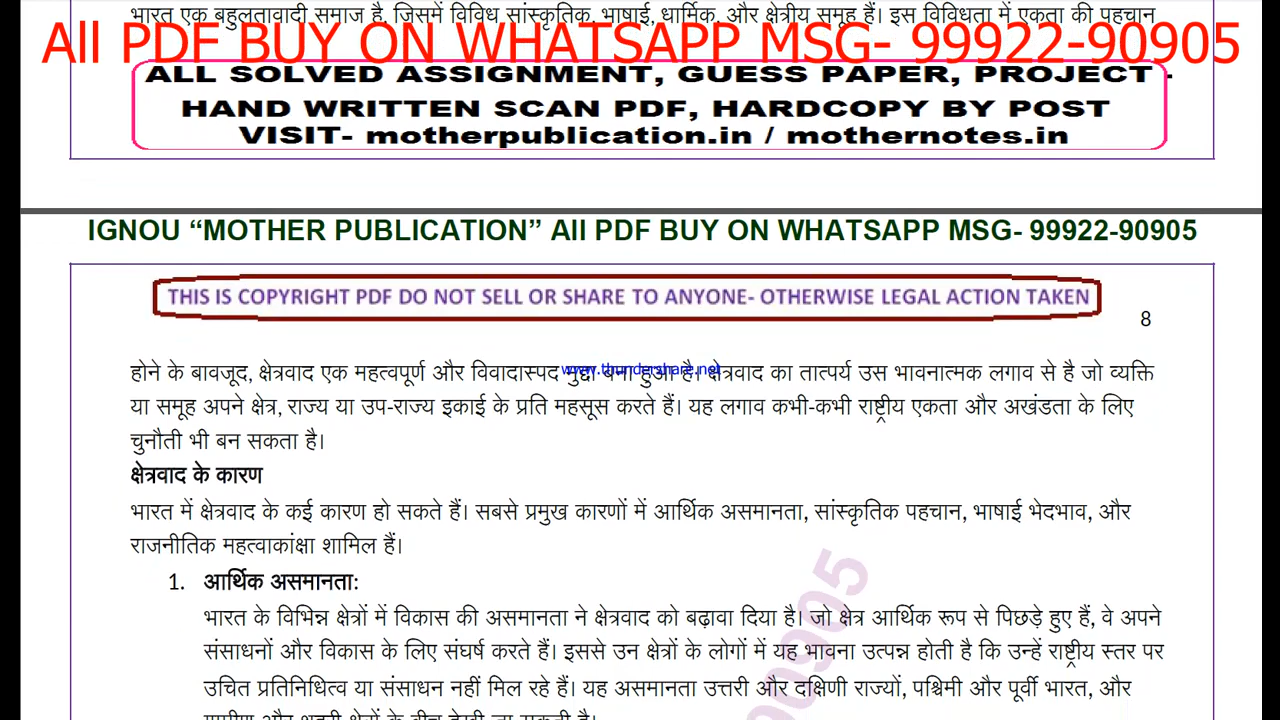 भारत एक बहुलतावादी समाज है, जिसमें विविध सांस्कृतिक, भाषाई, धार्मिक, और क्षेत्रीय समूह हैं। इस विविधता में एकता की पहचान
All PDF BUY ON WHATSAPP MSG- 99922-90905
ALL SOLVED ASSIGNMENT, GUESS PAPER, PROJECT -
HAND WRITTEN SCAN PDF, HARDCOPY BY POST
VISIT- motherpublication.in / mothernotes.in
IGNOU “MOTHER PUBLICATION” All PDF BUY ON WHATSAPP MSG- 99922-90905
THIS IS COPYRIGHT PDF DO NOT SELL OR SHARE TO ANYONE- OTHERWISE LEGAL ACTION TAKEN
8
होने के बावजूद, क्षेत्रवाद एक महत्वपूर्ण और विवादास्पद मुद्दा बना हुआ है। क्षेत्रवाद का तात्पर्य उस भावनात्मक लगाव से है जो व्यक्ति
www.thundershare.net
या समूह अपने क्षेत्र, राज्य या उप-राज्य इकाई के प्रति महसूस करते हैं। यह लगाव कभी-कभी राष्ट्रीय एकता और अखंडता के लिए
चुनौती भी बन सकता है।
क्षेत्रवाद के कारण
भारत में क्षेत्रवाद के कई कारण हो सकते हैं। सबसे प्रमुख कारणों में आर्थिक असमानता, सांस्कृतिक पहचान, भाषाई भेदभाव, और
राजनीतिक महत्वाकांक्षा शामिल हैं।
1. आर्थिक असमानता:
भारत के विभिन्न क्षेत्रों में विकास की असमानता ने क्षेत्रवाद को बढ़ावा दिया है। जो क्षेत्र आर्थिक रूप से पिछड़े हुए हैं, वे अपने
संसाधनों और विकास के लिए संघर्ष करते हैं। इससे उन क्षेत्रों के लोगों में यह भावना उत्पन्न होती है कि उन्हें राष्ट्रीय स्तर पर
उचित प्रतिनिधित्व या संसाधन नहीं मिल रहे हैं। यह असमानता उत्तरी और दक्षिणी राज्यों, पश्चिमी और पूर्वी भारत, और
ग्रामीण और शहरी क्षेत्रों के बीच देखी जा सकती है।
90905